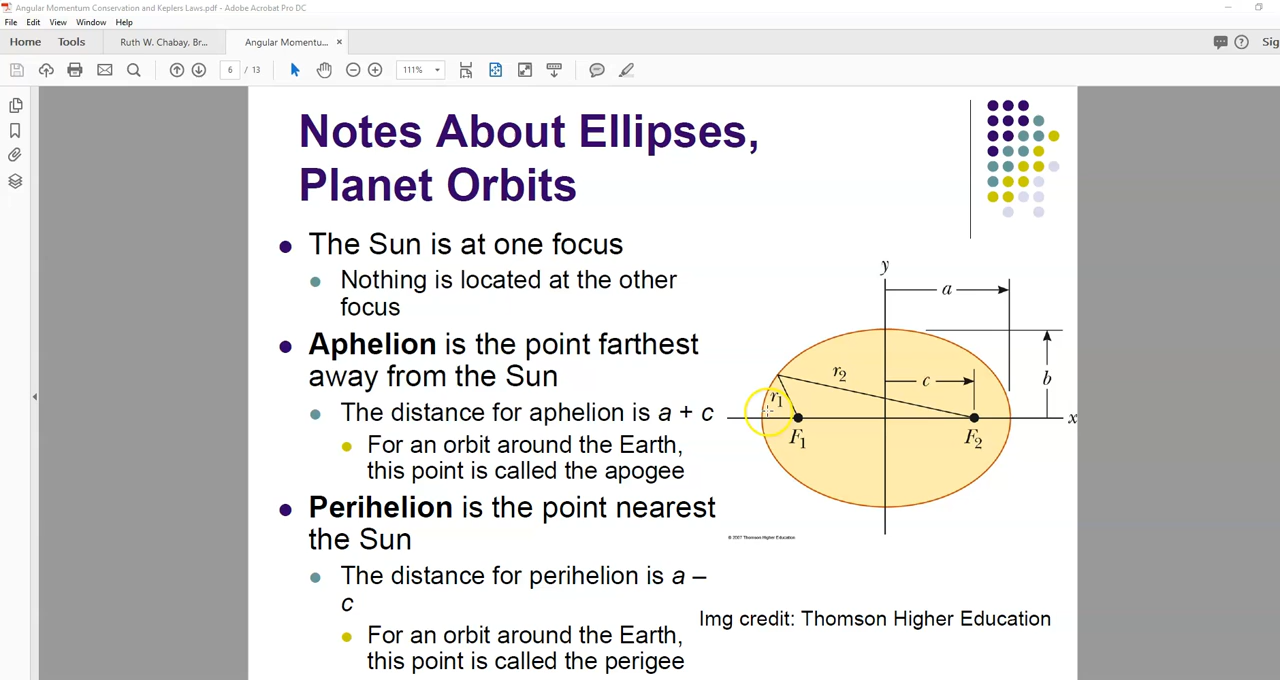 Angular Momentum Conservation and Keplers Laws.pdf - Adobe Acrobat Pro DC
File Edit View Window Help
Home Tools Ruth W. Chabay, Br... Angular Momentu... ×
6 / 13 111%
Sig
Notes About Ellipses,
Planet Orbits
The Sun is at one focus
Nothing is located at the other
focus
Aphelion is the point farthest
away from the Sun
The distance for aphelion is a + c
For an orbit around the Earth,
this point is called the apogee
Perihelion is the point nearest
the Sun
The distance for perihelion is a –
c
For an orbit around the Earth,
this point is called the perigee
y
a
r2
c
b
r1
x
F1
F2
© 2007 Thomson Higher Education
Img credit: Thomson Higher Education